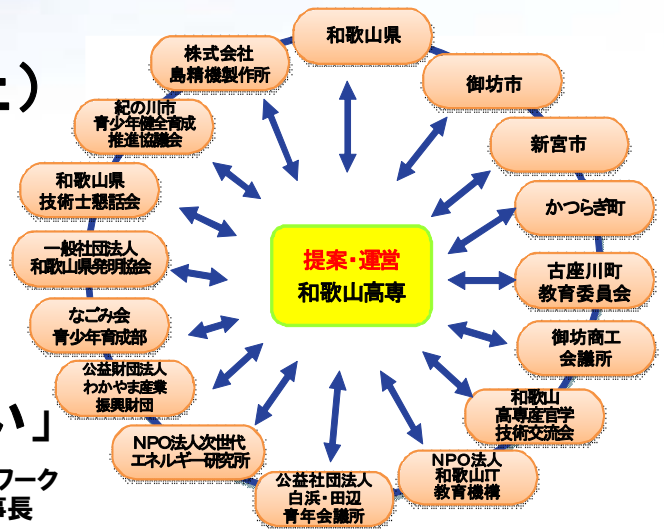 和歌山県
御坊市
新宮市
かつらぎ町
古座川町
教育委員会
御坊商工
会議所
和歌山
高専産官学
技術交流会
NPO法人
和歌山IT
教育機構
公益社団法人
白浜・田辺
青年会議所
NPO法人次世代
エネルギー研究所
公益財団法人
わかやま産業
振興財団
なごみ会
青少年育成部
一般社団法人
和歌山県発明協会
和歌山県
技術士懇話会
紀の川市
青少年健全育成
推進協議会
株式会社
島精機製作所
提案・運営
和歌山高専
)
い」
ワーク
事長